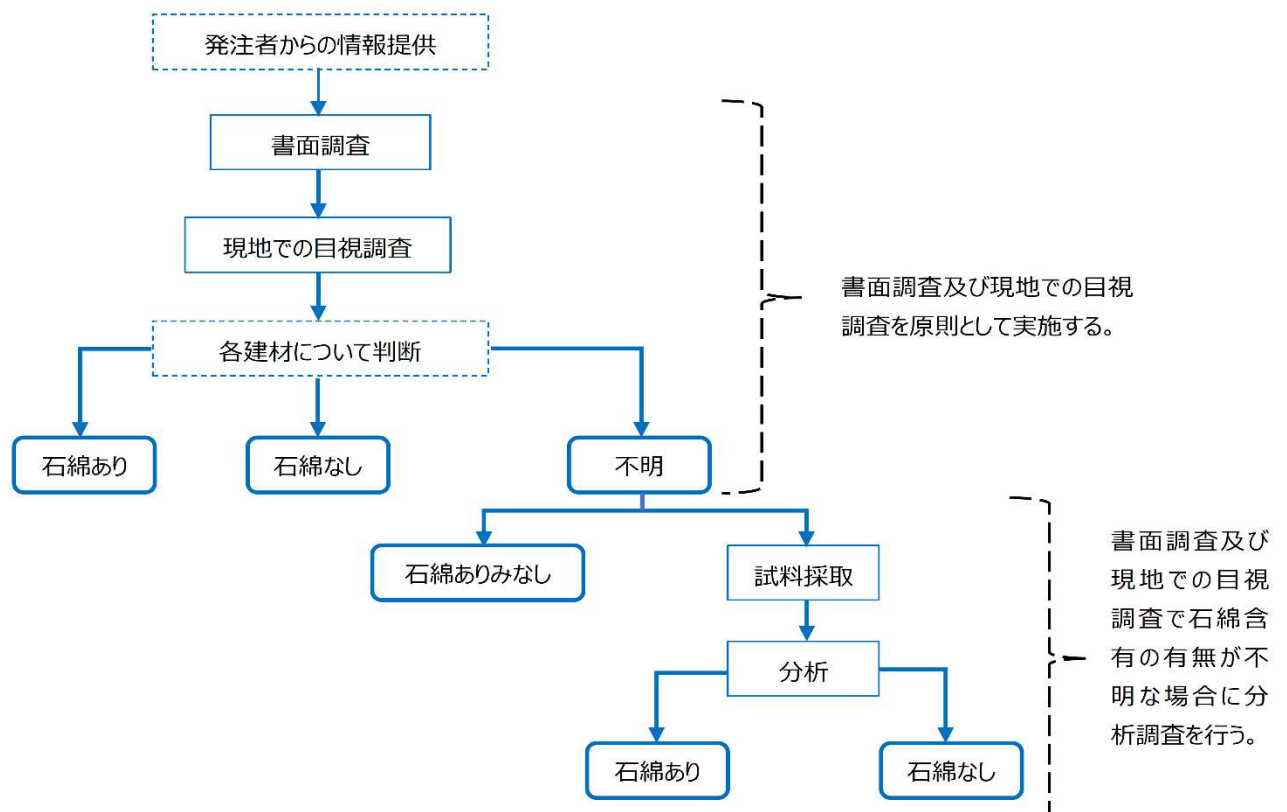 発注者からの情報提供
書面調査
現地での目視調査
書面調査及び現地での目視
調査を原則として実施する。
各建材について判断
石綿あり
石綿なし
不明
石綿ありみなし
試料採取
分析
石綿あり
石綿なし
書面調査及び
現地での目視
調査で石綿含
有の有無が不
明な場合に分
析調査を行う。